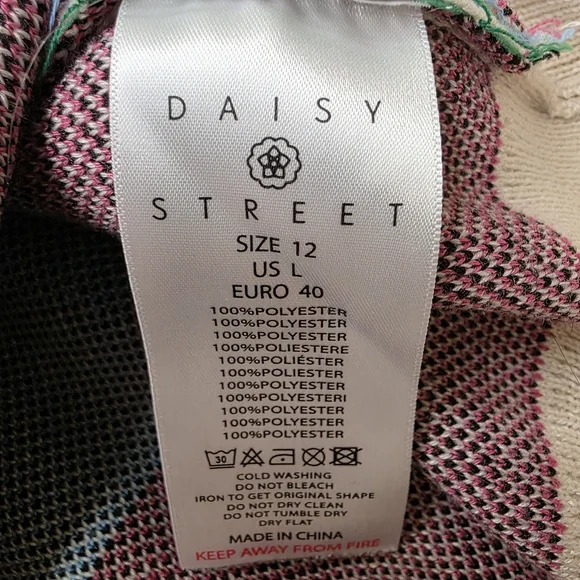 DAISY
STREET
SIZE 12
US L
EURO 40
100%POLYESTER
100%POLYESTER
100%POLYESTER
100%POLIESTERE
100%POLIÉSTER
100%POLIESTER
100%POLYESTER
100%POLYESTERI
100%POLYESTER
100%POLYESTER
100%POLYESTER
30
COLD WASHING
DO NOT BLEACH
IRON TO GET ORIGINAL SHAPE
DO NOT DRY CLEAN
DO NOT TUMBLE DRY
DRY FLAT
MADE IN CHINA
KEEP AWAY FROM FIRE